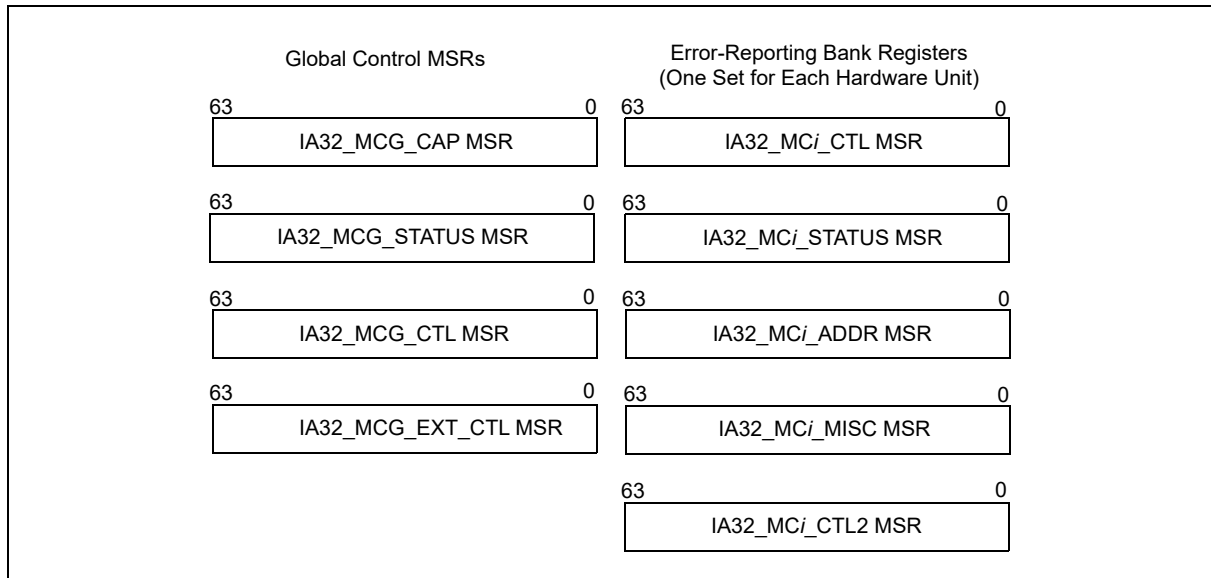 Global Control MSRs
63 0
IA32_MCG_CAP MSR
63 0
IA32_MCG_STATUS MSR
63 0
IA32_MCG_CTL MSR
63 0
IA32_MCG_EXT_CTL MSR
Error-Reporting Bank Registers
(One Set for Each Hardware Unit)
63 0
IA32_MCi_CTL MSR
63 0
IA32_MCi_STATUS MSR
63 0
IA32_MCi_ADDR MSR
63 0
IA32_MCi_MISC MSR
63 0
IA32_MCi_CTL2 MSR